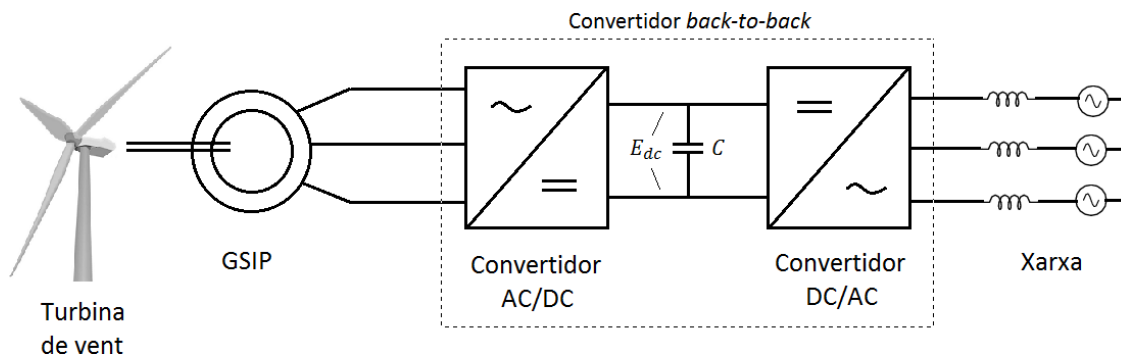 Convertidor back-to-back
E_dc C
GSIP
Convertidor
AC/DC
Convertidor
DC/AC
Xarxa
Turbina
de vent